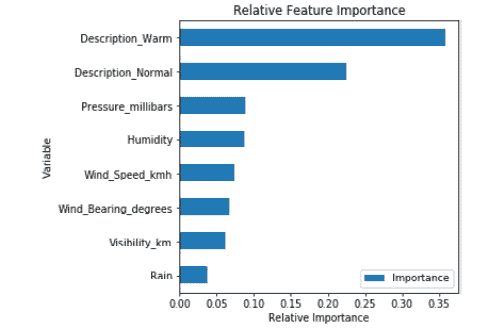 Relative Feature Importance
Description_Warm
Description_Normal
Pressure_millibars
Humidity
Wind_Speed_kmh
Wind_Bearing_degrees
Visibility_km
Rain
Variable
Importance
0.00 0.05 0.10 0.15 0.20 0.25 0.30 0.35
Relative Importance